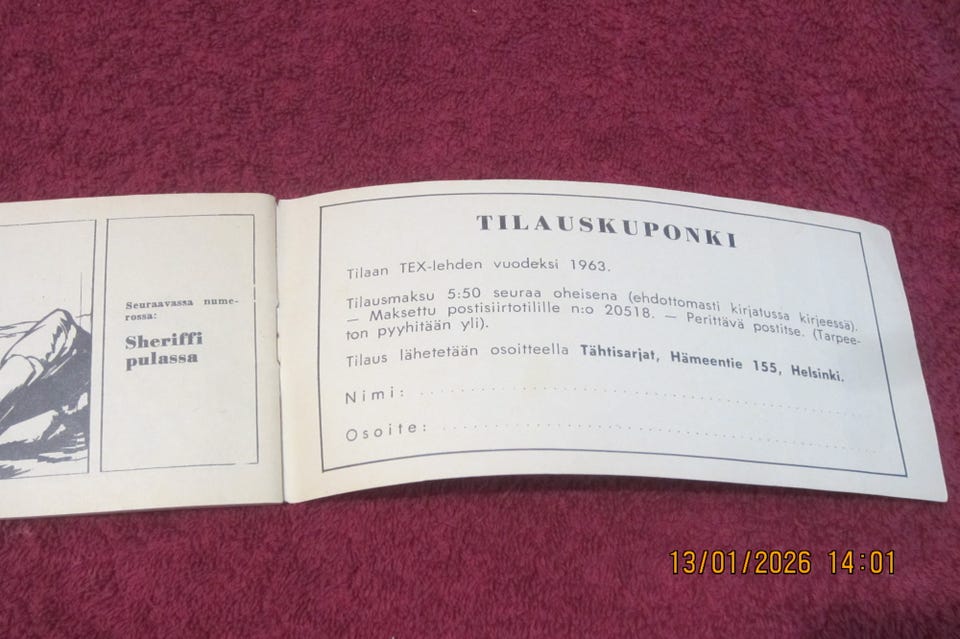 Seuraavassa nume-
rossa:
Sheriffi
pulassa
TILAUSKUPONKI
Tilaan TEX-lehden vuodeksi 1963.
Tilausmaksu 5:50 seuraa oheisena (ehdottomasti kirjatussa kirjeessä).
— Maksettu postisiirtotilille n:o 20518. — Perittävä postitse. (Tarpee-
ton pyyhitään yli).
Tilaus lähetetään osoitteella Tähtisarjat, Hämeentie 155, Helsinki.
Nimi:
Osoite:
13/01/2026 14:01